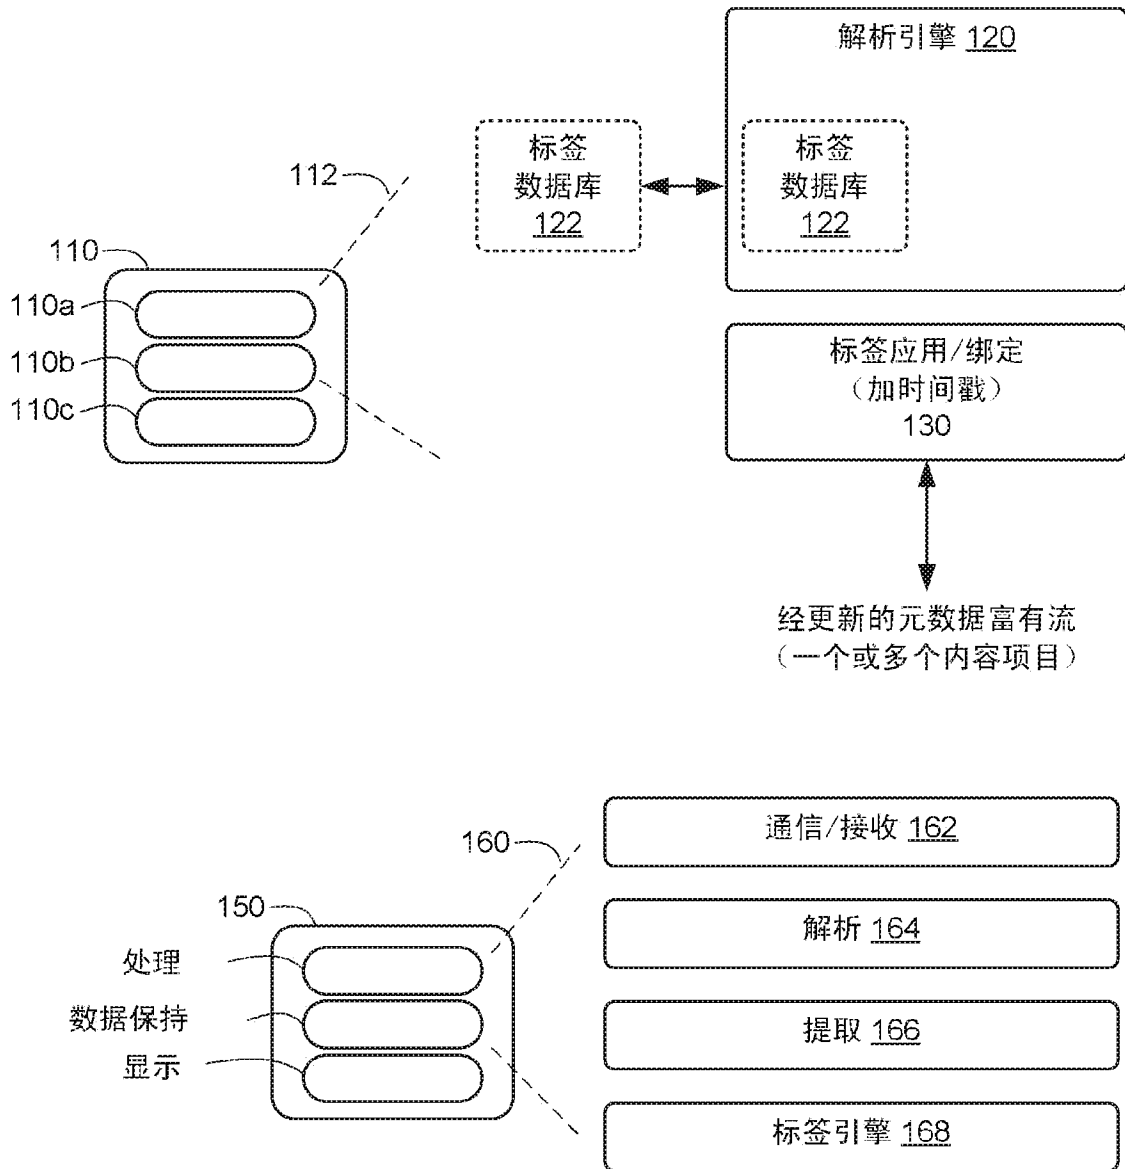 解析引擎 120
标签
数据库
122
标签
数据库
122
112
110
110a
110b
110c
标签应用/绑定
（加时间戳）
130
经更新的元数据富有流
（一个或多个内容项目）
通信/接收 162
160
150
解析 164
处理
数据保持
显示
提取 166
标签引擎 168